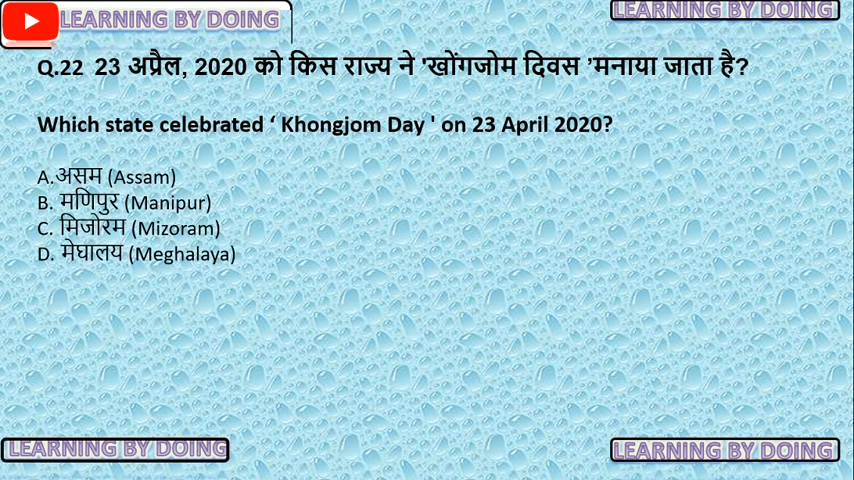 LEARNING BY DOING
LEARNING BY DOING
Q.22 23 अप्रैल, 2020 को किस राज्य ने 'खोंगजोम दिवस ’मनाया जाता है?
Which state celebrated ‘ Khongjom Day ' on 23 April 2020?
A.असम (Assam)
B. मणिपुर (Manipur)
C. मिजोरम (Mizoram)
D. मेघालय (Meghalaya)
LEARNING BY DOING
LEARNING BY DOING